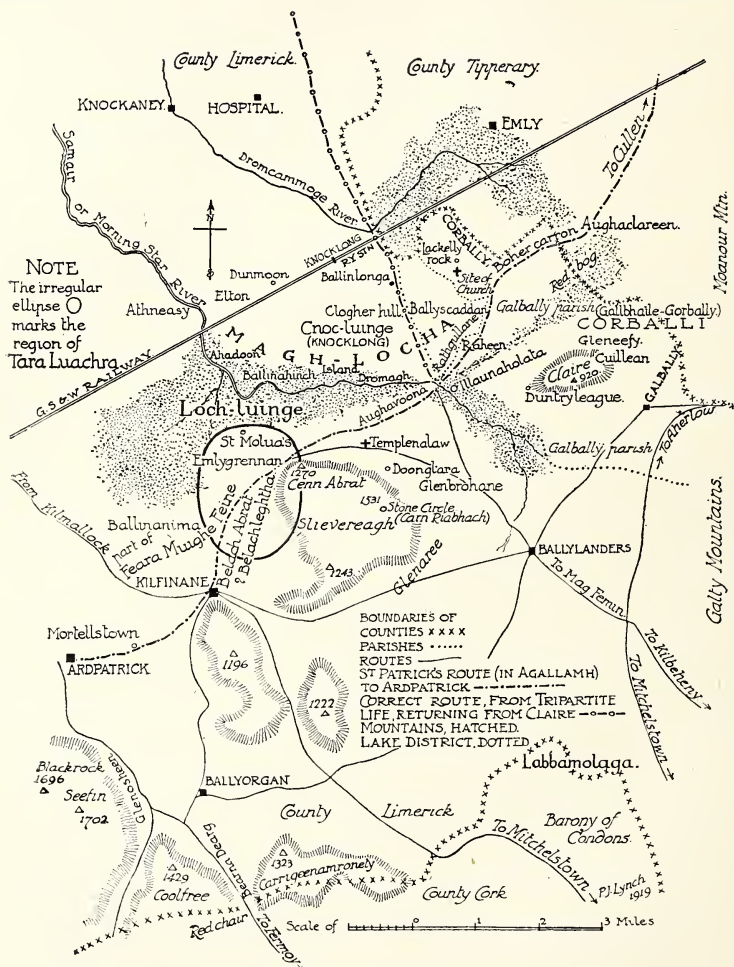 County Limerick.
County Tipperary.
KNOCKANEY
HOSPITAL.
EMLY
To Cullen
Samair or Morning Star River
Dromcammoge River
N
KNOCKLONG RY STN
CORBALLY.
Lackelly rock
Site of Church
Bohercarron
Aughaclareen.
Moanour Mtn.
Red bog.
NOTE
The irregular
ellipse O
marks the
region of
Tara Luachra.
Dunmoon
Elton
Athneasy
Ballinlonga
Clogher hill
Ballyscaddan
Cnoc-luinge
(KNOCKLONG)
MAGH-LOCHA
Raheen
Galbally parish (Galibhaile-Gorbally.)
CORBALLI
Gleneefy.
Cuillean
Claire
920
Duntryleague.
GALBALLY
G.S & W RAILWAY
Ahadoon
Ballinahinch
Island
Dromagh
Ilaunaholata
Loch-luinge
Aughavoona
Galbally parish
To Atherlow
St Molua's
Emlygrennan
Templenalaw
1270
Cenn Abrat
Doonglara
Glenbrohane
1531
Stone Circle
(Carn Riabhach)
Slievereagh
1243
Glenaree
From Kilmallock
Ballinanima
part of
Feara Muighe Feine
Belach Abrat
? Belachleghtha
KILFINANE
BALLYLANDERS
Galty Mountains.
To Mag Femin
To Kilbeheny
To Mitchelstown
Mortellstown
ARDPATRICK
1196
1222
BOUNDARIES OF
COUNTIES xxxx
PARISHES ......
ROUTES
ST PATRICK'S ROUTE (IN AGALLAMH)
TO ARDPATRICK
CORRECT ROUTE, FROM TRIPARTITE
LIFE, RETURNING FROM CLAIRE
MOUNTAINS, HATCHED.
LAKE DISTRICT, DOTTED
Blackrock
1696
Seefin
1702
Glenosheen
BALLYORGAN
Labbamolaga.
County Limerick
Barony of
Condons.
To Mitchelstown
1429
Coolfree
Bearna Dearg
1323
Carrigeenamronety
County Cork
P.J. Lynch
1919
Red chair
To Fermoy
Scale of 0 1 2 3 Miles